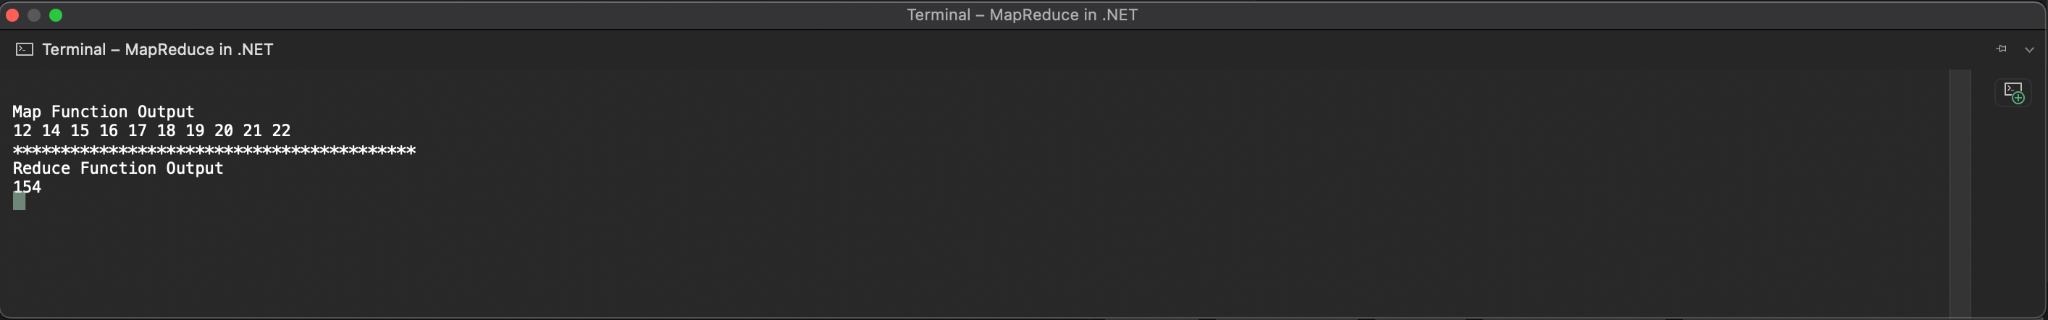 Terminal – MapReduce in .NET
Terminal – MapReduce in .NET
Map Function Output
12 14 15 16 17 18 19 20 21 22
******************************************
Reduce Function Output
154